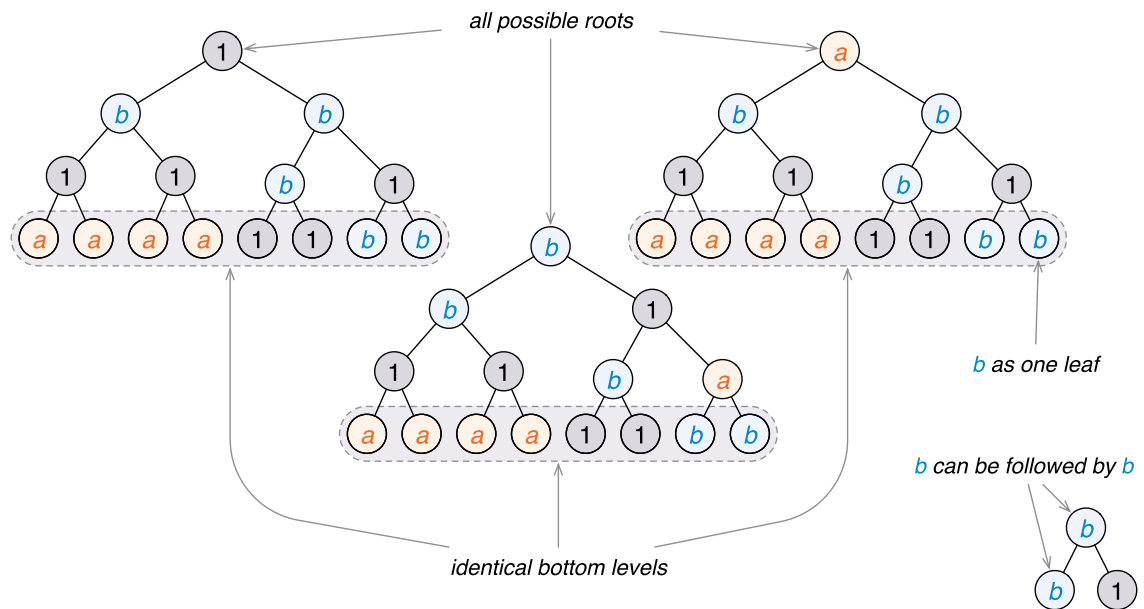 all possible roots
1
a
b b
b b
1 1 b 1
1 1 b 1
a a a a 1 1 b b
a a a a 1 1 b b
b
b 1
b as one leaf
1 1 b a
a a a a 1 1 b b
b can be followed by b
b
identical bottom levels
b 1